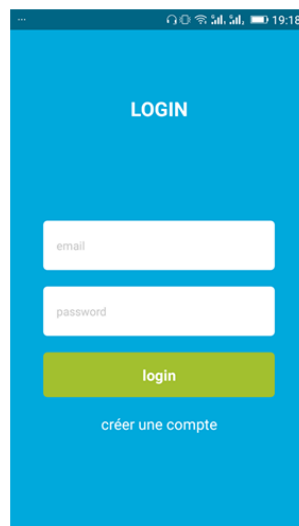 ... 19:18
LOGIN
email
password
login
créer une compte